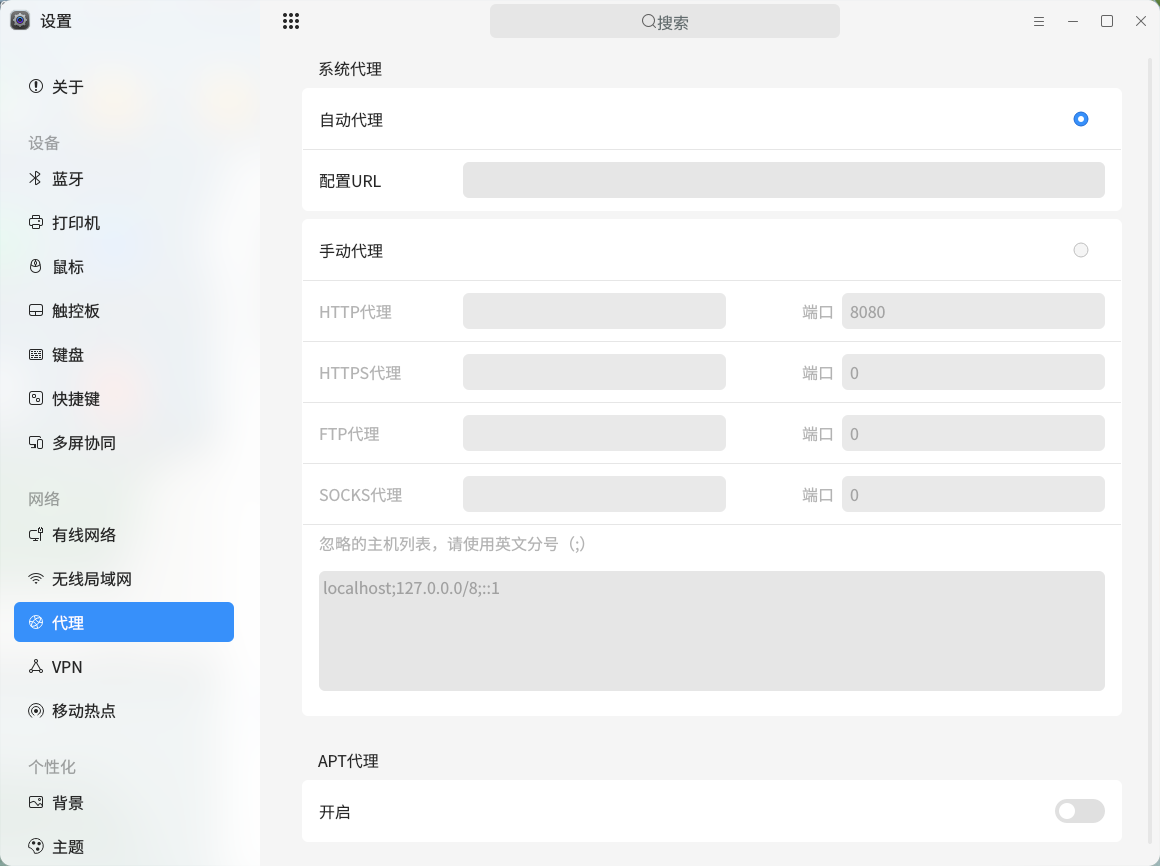 设置
搜索
关于
设备
蓝牙
打印机
鼠标
触控板
键盘
快捷键
多屏协同
网络
有线网络
无线局域网
代理
VPN
移动热点
个性化
背景
主题
系统代理
自动代理
配置URL
手动代理
HTTP代理 端口 8080
HTTPS代理 端口 0
FTP代理 端口 0
SOCKS代理 端口 0
忽略的主机列表，请使用英文分号（;）
localhost;127.0.0.0/8;::1
APT代理
开启